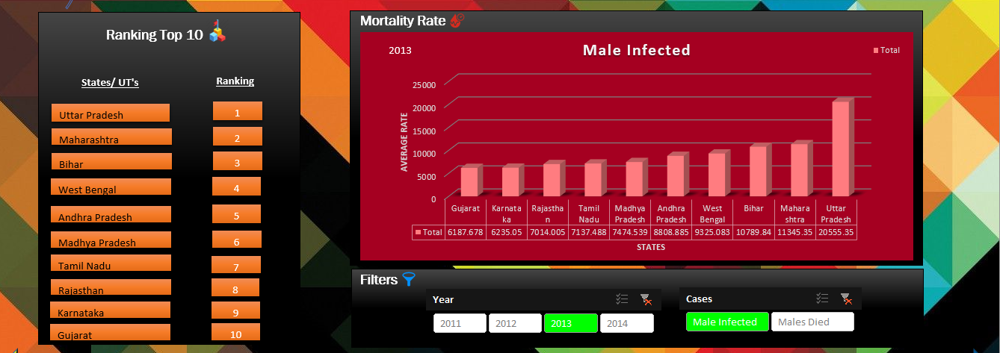 Ranking Top 10
States/ UT's Ranking
Uttar Pradesh 1
Maharashtra 2
Bihar 3
West Bengal 4
Andhra Pradesh 5
Madhya Pradesh 6
Tamil Nadu 7
Rajasthan 8
Karnataka 9
Gujarat 10
Mortality Rate
2013
Male Infected
Total
AVERAGE RATE
25000
20000
15000
10000
5000
0
Gujarat Karnata Rajastha Tamil Madhya Andhra West Bihar Mahara Uttar
ka n Nadu Pradesh Pradesh Bengal shtra Pradesh
Total 6187.678 6235.05 7014.005 7137.488 7474.539 8808.885 9325.083 10789.84 11345.35 20555.35
STATES
Filters
Year
2011 2012 2013 2014
Cases
Male Infected Males Died